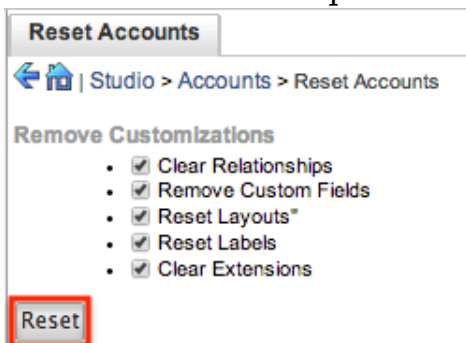 Reset Accounts
| Studio > Accounts > Reset Accounts
Remove Customizations
• Clear Relationships
• Remove Custom Fields
• Reset Layouts*
• Reset Labels
• Clear Extensions
Reset